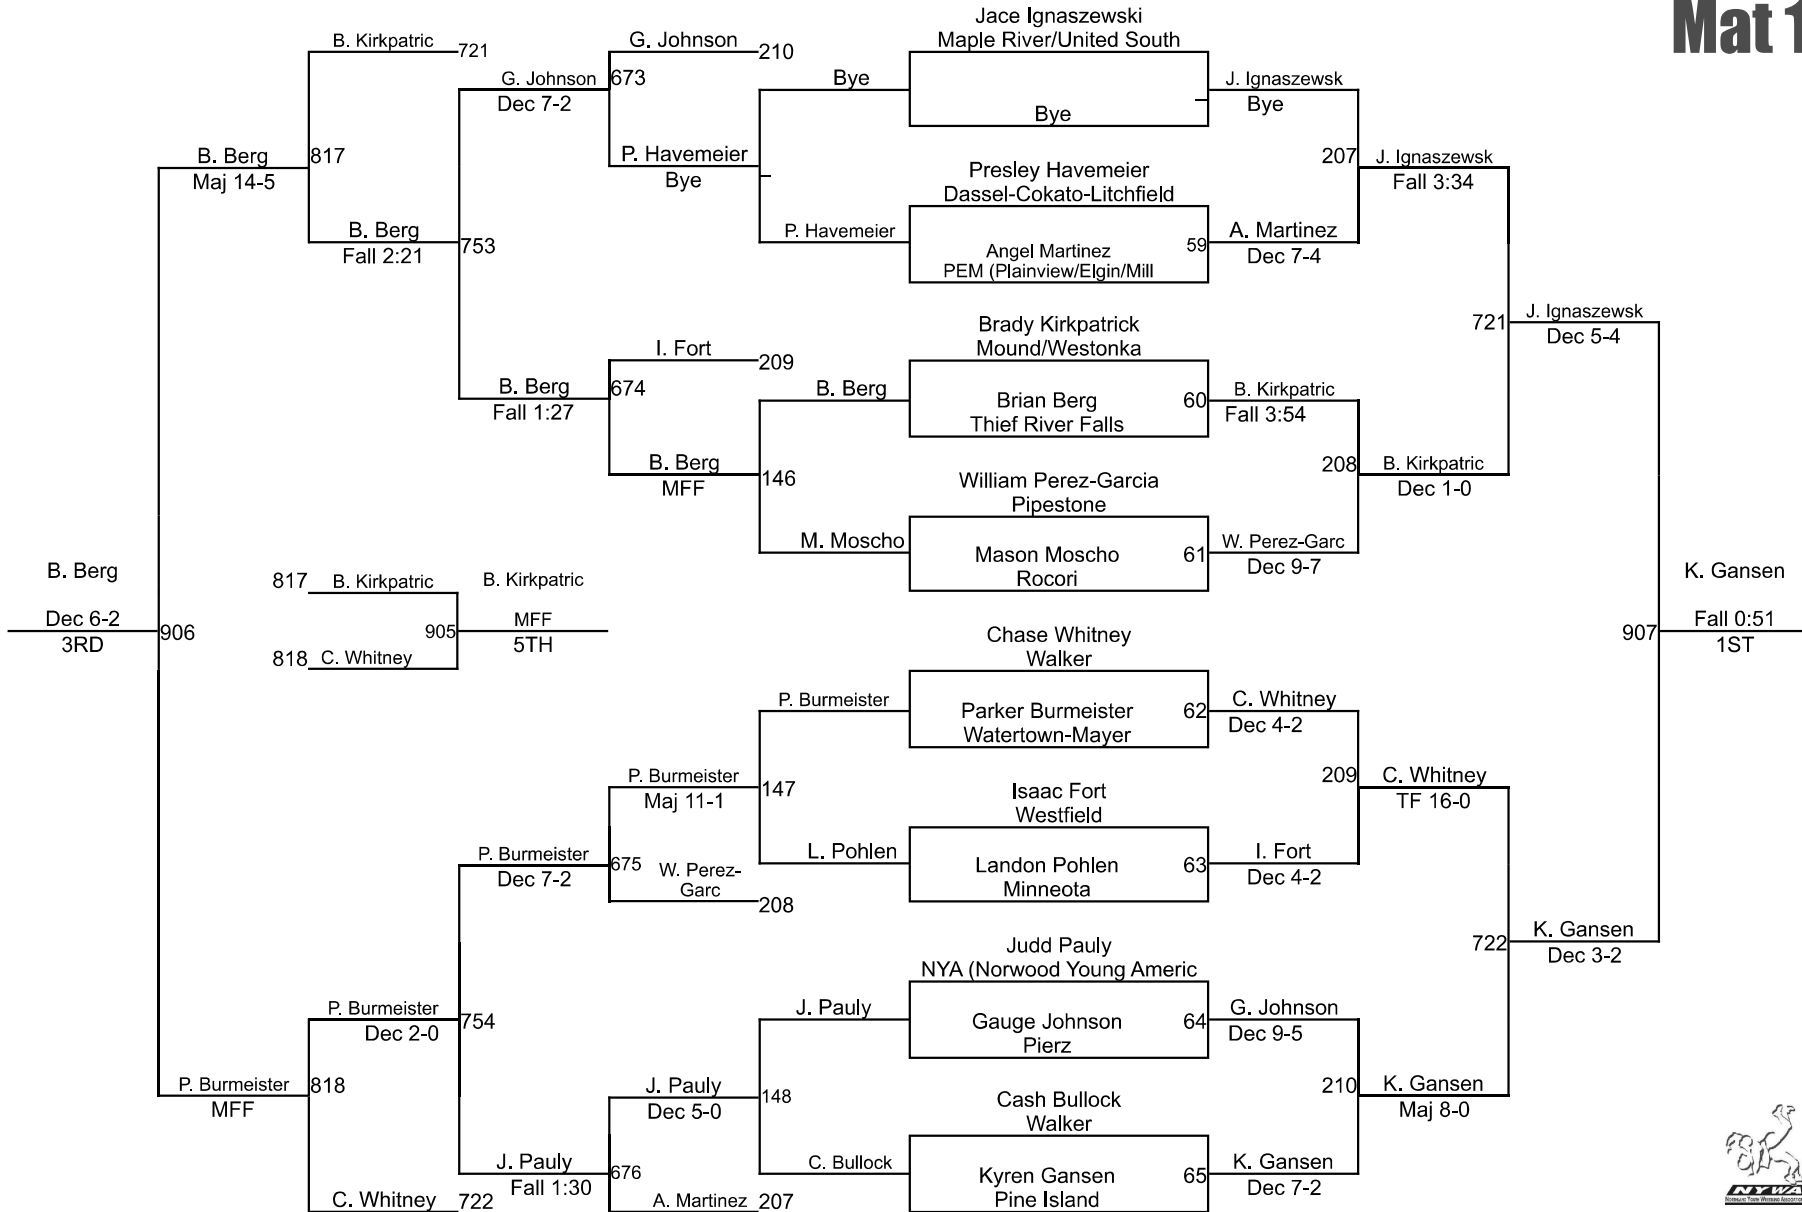 Mat 1
Jace Ignaszewski
Maple River/United South
Bye
J. Ignaszewsk
Bye
Bye
Presley Havemeier
Dassel-Cokato-Litchfield
P. Havemeier
Angel Martinez
PEM (Plainview/Elgin/Mill
59
A. Martinez
Dec 7-4
207
J. Ignaszewsk
Fall 3:34
Brady Kirkpatrick
Mound/Westonka
B. Berg
Brian Berg
Thief River Falls
60
B. Kirkpatric
Fall 3:54
William Perez-Garcia
Pipestone
M. Moscho
Mason Moscho
Rocori
61
W. Perez-Garc
Dec 9-7
208
B. Kirkpatric
Dec 1-0
721
J. Ignaszewsk
Dec 5-4
Chase Whitney
Walker
P. Burmeister
Parker Burmeister
Watertown-Mayer
62
C. Whitney
Dec 4-2
Isaac Fort
Westfield
L. Pohlen
Landon Pohlen
Minneota
63
I. Fort
Dec 4-2
209
C. Whitney
TF 16-0
Judd Pauly
NYA (Norwood Young Americ
J. Pauly
Gauge Johnson
Pierz
64
G. Johnson
Dec 9-5
Cash Bullock
Walker
C. Bullock
Kyren Gansen
Pine Island
65
K. Gansen
Dec 7-2
210
K. Gansen
Maj 8-0
722
K. Gansen
Dec 3-2
907
K. Gansen
Fall 0:51
1ST
G. Johnson
210
P. Havemeier
Bye
673
G. Johnson
Dec 7-2
I. Fort
209
146
B. Berg
MFF
674
B. Berg
Fall 1:27
753
B. Berg
Fall 2:21
B. Kirkpatric
721
817
B. Berg
Maj 14-5
147
P. Burmeister
Maj 11-1
W. Perez-
Garc
208
675
P. Burmeister
Dec 7-2
148
J. Pauly
Dec 5-0
A. Martinez
207
676
J. Pauly
Fall 1:30
754
P. Burmeister
Dec 2-0
C. Whitney
722
818
P. Burmeister
MFF
906
B. Berg
Dec 6-2
3RD
817
B. Kirkpatric
818
C. Whitney
905
B. Kirkpatric
MFF
5TH
NYWA